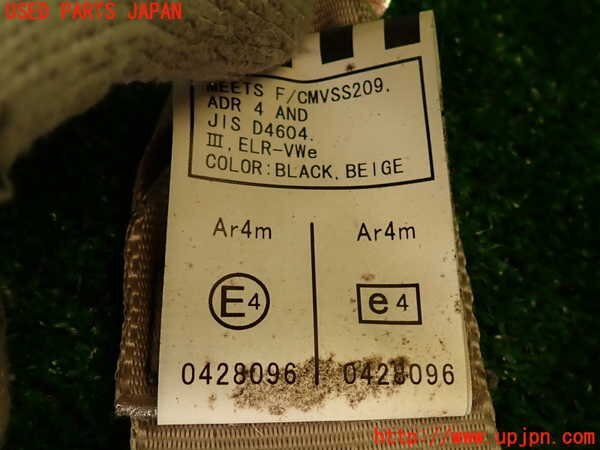 USED PARTS JAPAN
MEETS F/CMVSS209.
ADR 4 AND
JIS D4604.
III, ELR-VWe
COLOR:BLACK, BEIGE
Ar4m Ar4m
E4 e4
0428096 0428096
http://www.upjpn.com